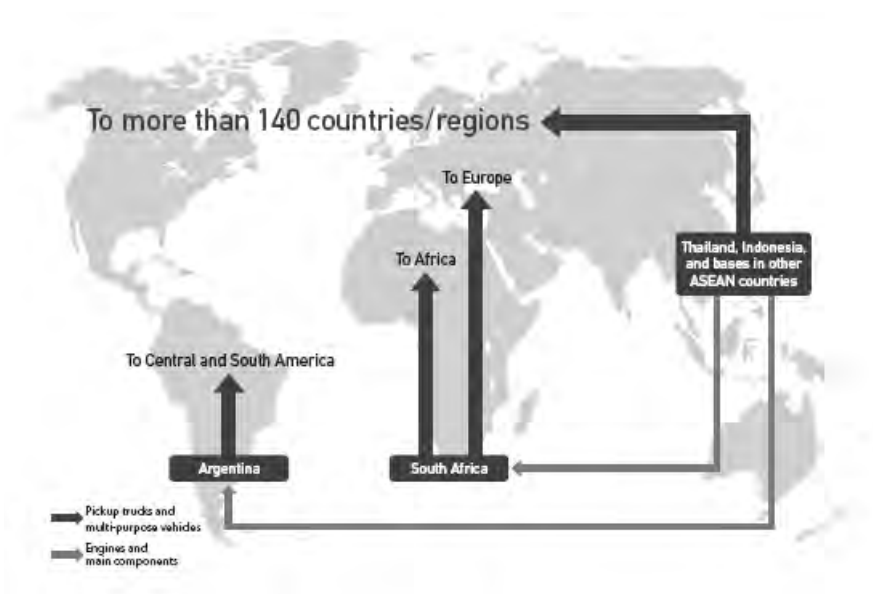 To more than 140 countries/regions
To Europe
Thailand, Indonesia,
and bases in other
ASEAN countries
To Africa
To Central and South America
Argentina
South Africa
Pickup trucks and
multi-purpose vehicles
Engines and
main components